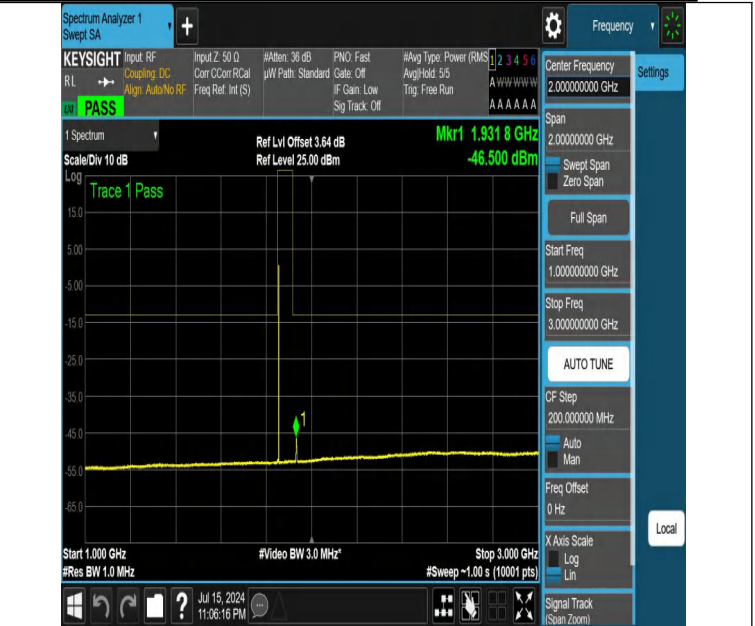 Spectrum Analyzer 1
Swept SA
Frequency
KEYSIGHT
RL
PASS
Input: RF
Coupling: DC
Align: Auto/No RF
Input Z: 50 Ω
Corr CCorr RCal
Freq Ref: Int (S)
#Atten: 36 dB
µW Path: Standard
PNO: Fast
Gate: Off
IF Gain: Low
Sig Track: Off
#Avg Type: Power (RMS
Avg|Hold: 5/5
Trig: Free Run
1 2 3 4 5 6
A W W W W W
A A A A A A
1 Spectrum
Scale/Div 10 dB
Log
Ref Lvl Offset 3.64 dB
Ref Level 25.00 dBm
Mkr1 1.931 8 GHz
-46.500 dBm
Trace 1 Pass
15.0
5.00
-5.00
-15.0
-25.0
-35.0
-45.0
-55.0
-65.0
1
Start 1.000 GHz
#Res BW 1.0 MHz
#Video BW 3.0 MHz*
Stop 3.000 GHz
#Sweep ~1.00 s (10001 pts)
Center Frequency
2.000000000 GHz
Settings
Span
2.00000000 GHz
Swept Span
Zero Span
Full Span
Start Freq
1.000000000 GHz
Stop Freq
3.000000000 GHz
AUTO TUNE
CF Step
200.000000 MHz
Auto
Man
Freq Offset
0 Hz
X Axis Scale
Log
Lin
Local
Signal Track
(Span Zoom)
?
Jul 15, 2024
11:06:16 PM